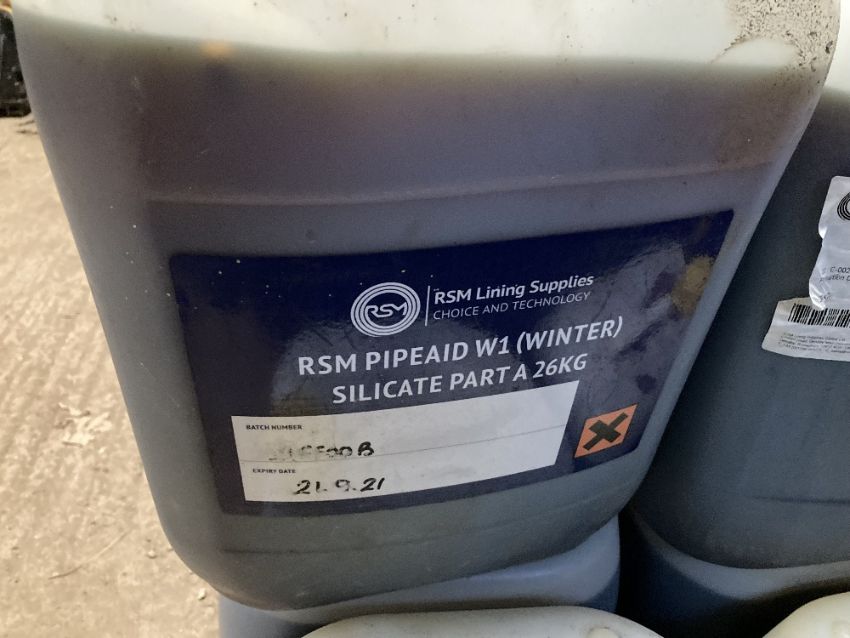 RSM
RSM Lining Supplies
CHOICE AND TECHNOLOGY
RSM PIPEAID W1 (WINTER)
SILICATE PART A 26KG
BATCH NUMBER
EXPIRY DATE
21.9.21